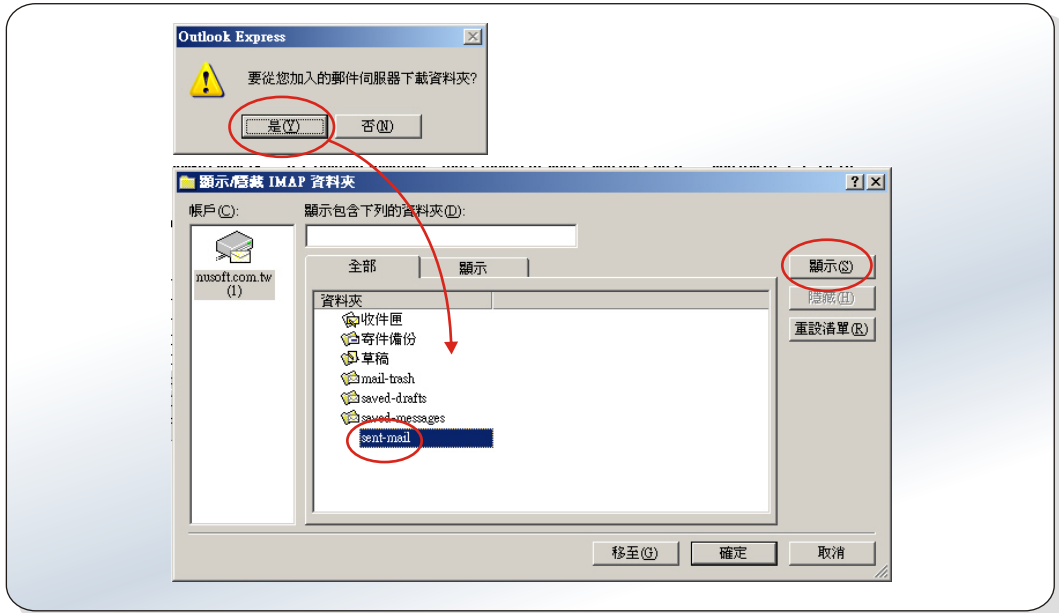 Outlook Express
要從您加入的郵件伺服器下載資料夾?
是(Y)
否(N)
顯示/隱藏 IMAP 資料夾
帳戶(C):
顯示包含下列的資料夾(D):
nusoft.com.tw
(1)
全部
顯示
顯示(S)
隱藏(H)
重設清單(R)
資料夾
收件匣
寄件備份
草稿
mail-trash
saved-drafts
saved-messages
sent-mail
移至(G)
確定
取消